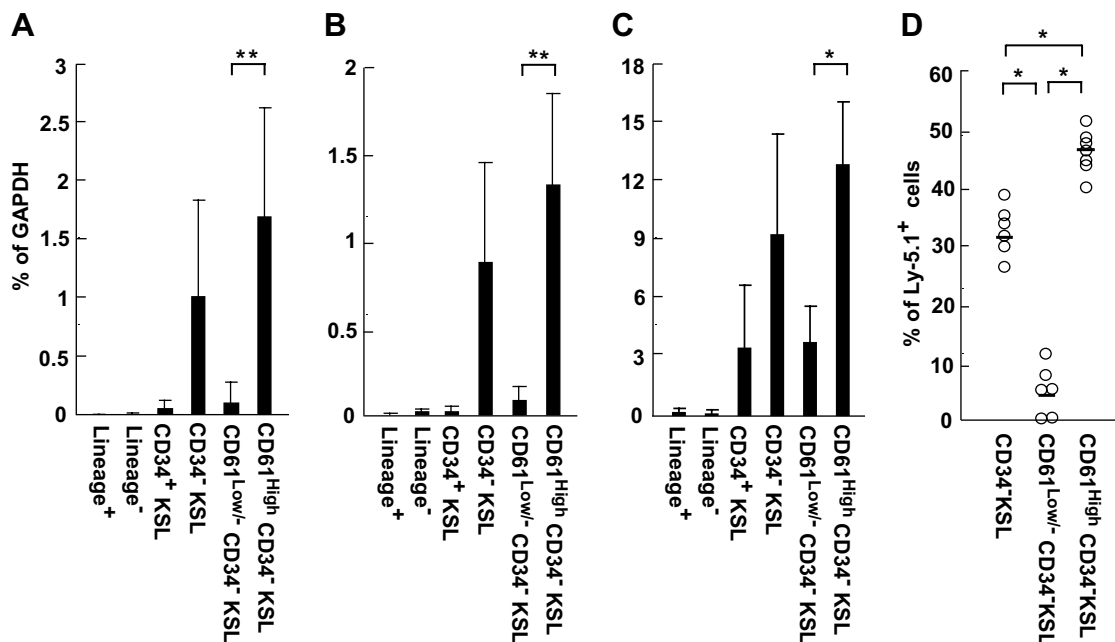 A
B
C
D
% of GAPDH
3
2.5
2
1.5
1
0.5
0
**
Lineage+
Lineage-
CD34+ KSL
CD34- KSL
CD61Low/- CD34- KSL
CD61High CD34- KSL
2
1.5
1
0.5
0
**
Lineage+
Lineage-
CD34+ KSL
CD34- KSL
CD61Low/- CD34- KSL
CD61High CD34- KSL
18
15
12
9
6
3
0
*
Lineage+
Lineage-
CD34+ KSL
CD34- KSL
CD61Low/- CD34- KSL
CD61High CD34- KSL
% of Ly-5.1+ cells
60
50
40
30
20
10
0
*
* *
CD34-KSL
CD61Low/- CD34-KSL
CD61High CD34-KSL